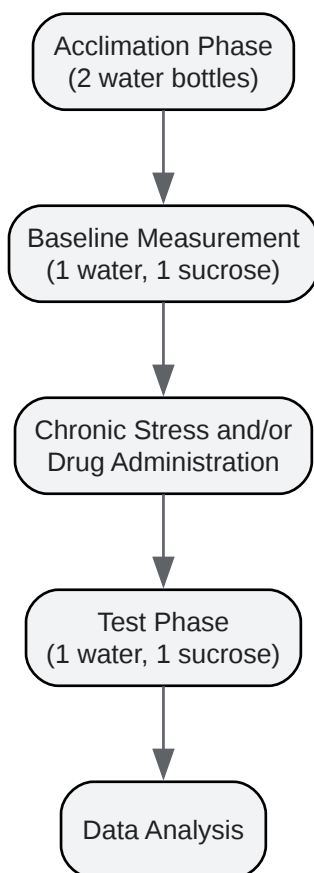 Acclimation Phase
(2 water bottles)
Baseline Measurement
(1 water, 1 sucrose)
Chronic Stress and/or
Drug Administration
Test Phase
(1 water, 1 sucrose)
Data Analysis